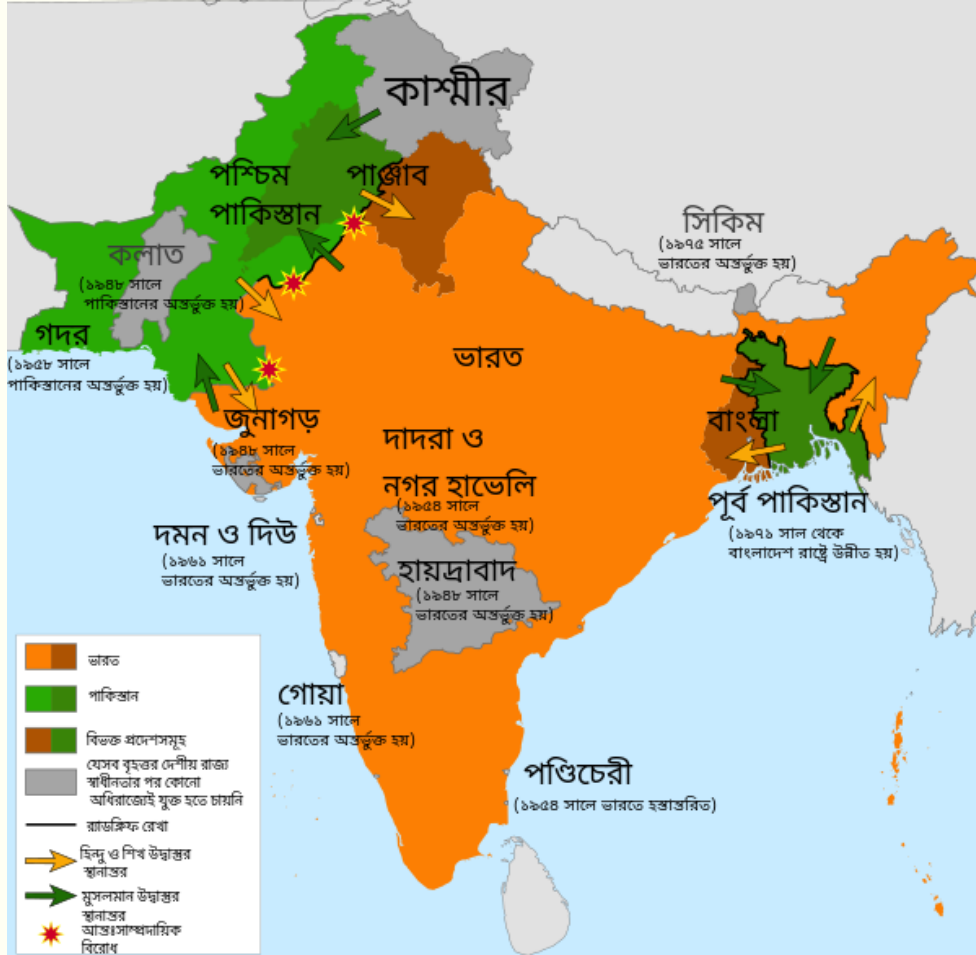 কাশ্মীর
পশ্চিম
পাকিস্তান
পাঞ্জাব
কলাত
(১৯৪৮ সালে
পাকিস্তানের অন্তর্ভুক্ত হয়)
গদর
(১৯৫৮ সালে
পাকিস্তানের অন্তর্ভুক্ত হয়)
সিকিম
(১৯৭৫ সালে
ভারতের অন্তর্ভুক্ত হয়)
ভারত
জুনাগড়
(১৯৪৮ সালে
ভারতের অন্তর্ভুক্ত হয়)
দাদরা ও
নগর হাভেলি
(১৯৫৪ সালে
ভারতের অন্তর্ভুক্ত হয়)
বাংলা
পূর্ব পাকিস্তান
(১৯৭১ সাল থেকে
বাংলাদেশ রাষ্ট্রে উন্নীত হয়)
দমন ও দিউ
(১৯৬১ সালে
ভারতের অন্তর্ভুক্ত হয়)
হায়দ্রাবাদ
(১৯৪৮ সালে
ভারতের অন্তর্ভুক্ত হয়)
গোয়া
(১৯৬১ সালে
ভারতের অন্তর্ভুক্ত হয়)
পণ্ডিচেরী
(১৯৫৪ সালে ভারতে হস্তান্তরিত)
ভারত
পাকিস্তান
বিভক্ত প্রদেশসমূহ
যেসব বৃহত্তর দেশীয় রাজ্য
স্বাধীনতার পর কোনো
অধিরাজ্যেই যুক্ত হতে চায়নি
র‍্যাডক্লিফ রেখা
হিন্দু ও শিখ উদ্বাস্তুর
স্থানান্তর
মুসলমান উদ্বাস্তুর
স্থানান্তর
আন্তঃসাম্প্রদায়িক
বিরোধ